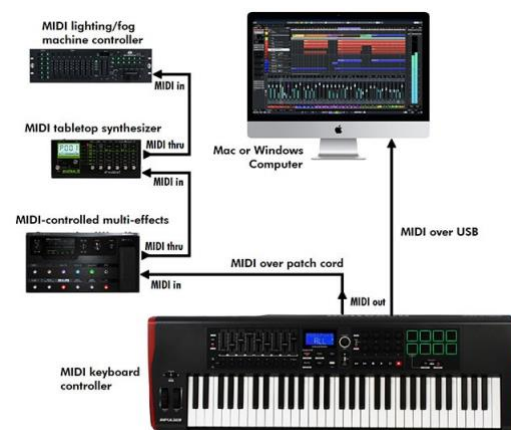 MIDI lighting/fog
machine controller
MIDI in
MIDI tabletop synthesizer
MIDI thru
MIDI in
Mac or Windows
Computer
MIDI-controlled multi-effects
MIDI thru
MIDI in
MIDI over patch cord
MIDI over USB
MIDI out
MIDI keyboard
controller
ALL
IMPULSE